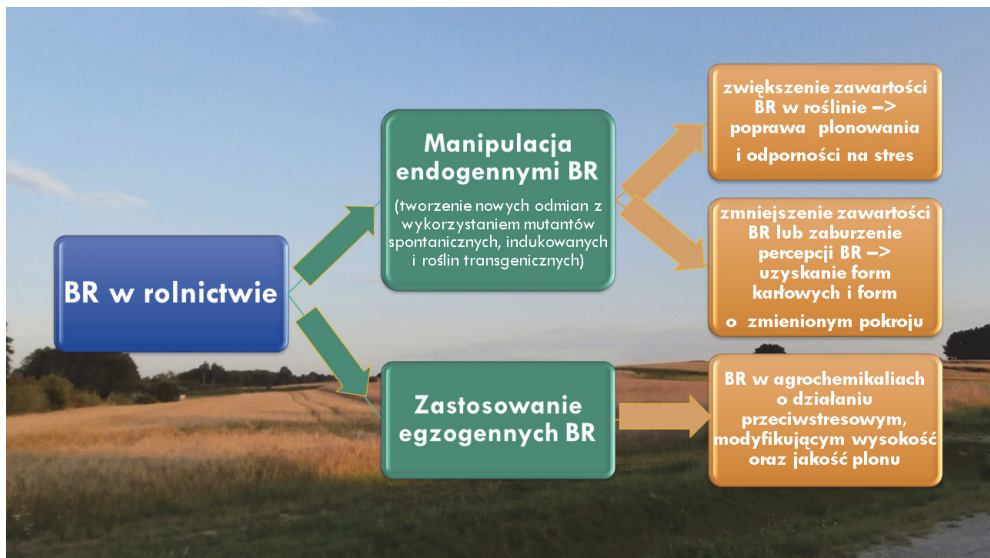 BR w rolnictwie
Manipulacja
endogennymi BR
(tworzenie nowych odmian z
wykorzystaniem mutantów
spontanicznych, indukowanych
i roślin transgenicznych)
zwiększenie zawartości
BR w roślinie –>
poprawa plonowania
i odporności na stres
zmniejszenie zawartości
BR lub zaburzenie
percepcji BR –>
uzyskanie form
karłowych i form
o zmienionym pokroju
Zastosowanie
egzogennych BR
BR w agrochemikaliach
o działaniu
przeciwstresowym,
modyfikującym wysokość
oraz jakość plonu